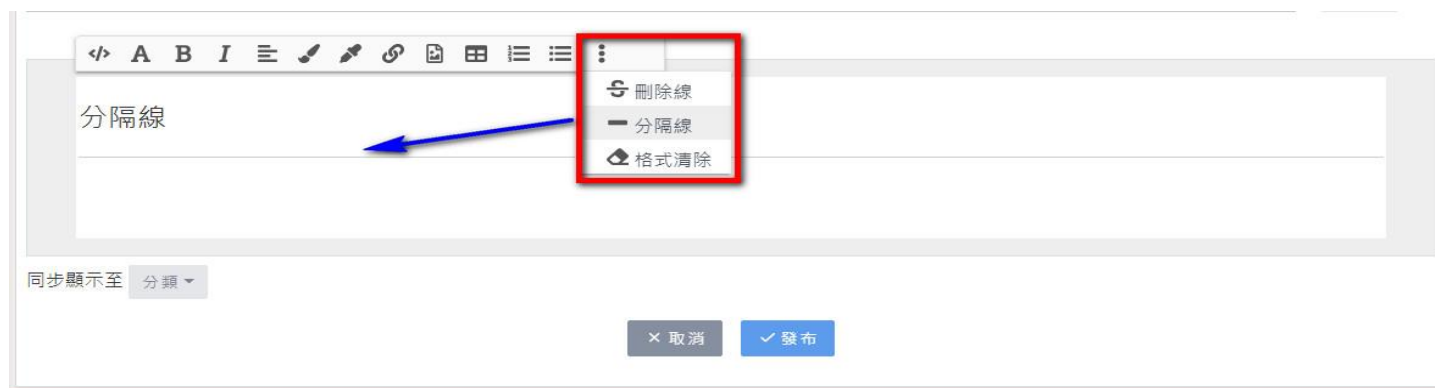 </> A B I
刪除線
分隔線
分隔線
格式清除
同步顯示至 分類
× 取消 ✓ 發布